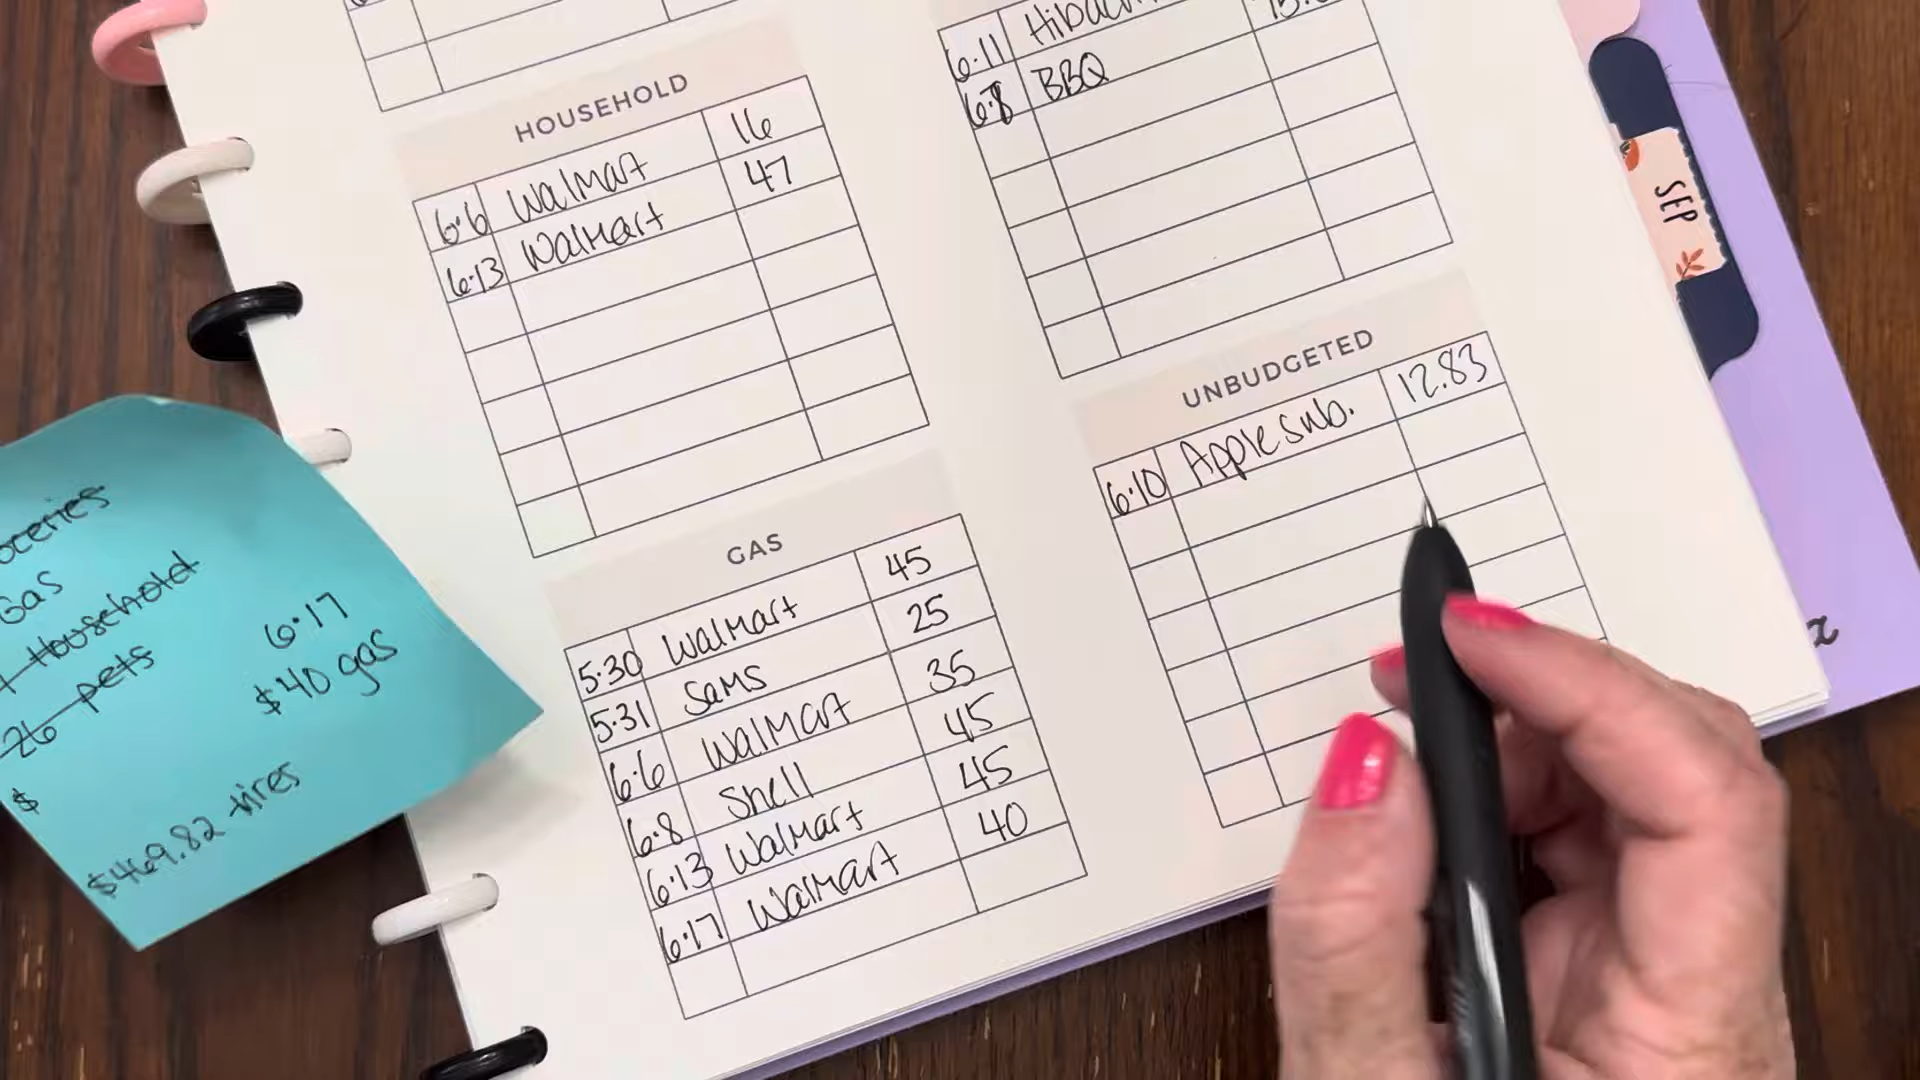 HOUSEHOLD
6.6 Walmart 16
6.13 Walmart 47
GAS
5.30 Walmart 45
5.31 Sams 25
6.6 Walmart 35
6.8 Shell 45
6.13 Walmart 45
6.17 Walmart 40
6.11
6.8 BBQ
UNBUDGETED
6.10 Apple sub. 12.83
Gas
Household
26 pets
$
6.17
$40 gas
$469.82 tires
SEP